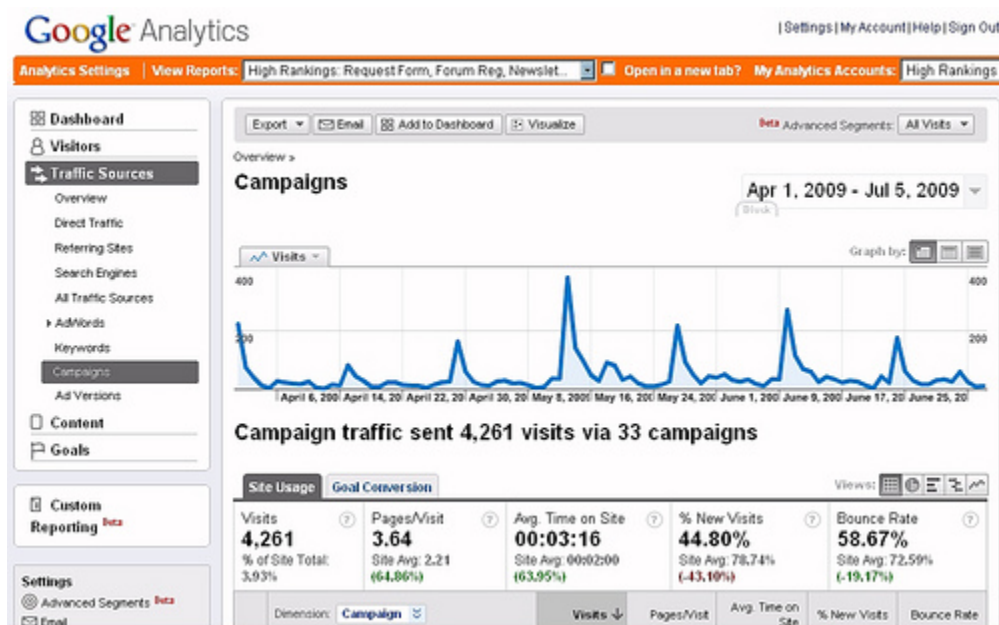 Google Analytics
| Settings | My Account | Help | Sign Out
Analytics Settings | View Reports: High Rankings: Request Form, Forum Reg, Newslet... Open in a new tab? My Analytics Accounts: High Rankings
Dashboard
Visitors
Traffic Sources
Overview
Direct Traffic
Referring Sites
Search Engines
All Traffic Sources
AdWords
Keywords
Campaigns
Ad Versions
Content
Goals
Custom
Reporting Beta
Settings
Advanced Segments Beta
Email
Export Email Add to Dashboard Visualize Beta Advanced Segments: All Visits
Overview »
Campaigns
Apr 1, 2009 - Jul 5, 2009
Block
Visits Graph by:
400 400
200 200
April 6, 200 April 14, 20 April 22, 20 April 30, 20 May 8, 2009 May 16, 200 May 24, 200 June 1, 200 June 9, 200 June 17, 20 June 25, 20
Campaign traffic sent 4,261 visits via 33 campaigns
Site Usage Goal Conversion Views:
Visits Pages/Visit Avg. Time on Site % New Visits Bounce Rate
4,261 3.64 00:03:16 44.80% 58.67%
% of Site Total: Site Avg: 2.21 Site Avg: 00:02:00 Site Avg: 78.74% Site Avg: 72.59%
3.93% (64.86%) (63.95%) (-43.10%) (-19.17%)
Dimension: Campaign Visits Pages/Visit Avg. Time on Site % New Visits Bounce Rate